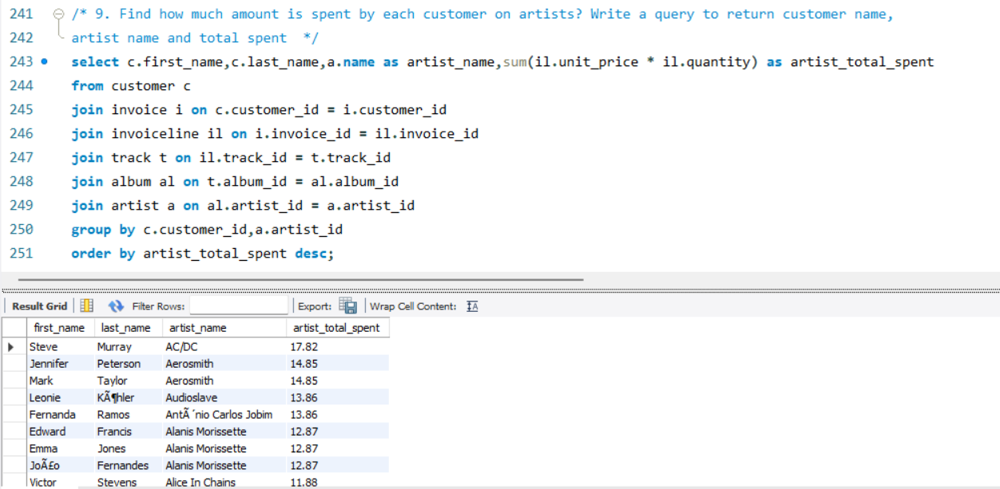 241 /* 9. Find how much amount is spent by each customer on artists? Write a query to return customer name,
242 artist name and total spent */
243 select c.first_name,c.last_name,a.name as artist_name,sum(il.unit_price * il.quantity) as artist_total_spent
244 from customer c
245 join invoice i on c.customer_id = i.customer_id
246 join invoiceline il on i.invoice_id = il.invoice_id
247 join track t on il.track_id = t.track_id
248 join album al on t.album_id = al.album_id
249 join artist a on al.artist_id = a.artist_id
250 group by c.customer_id,a.artist_id
251 order by artist_total_spent desc;
Result Grid Filter Rows: Export: Wrap Cell Content: IA
first_name last_name artist_name artist_total_spent
Steve Murray AC/DC 17.82
Jennifer Peterson Aerosmith 14.85
Mark Taylor Aerosmith 14.85
Leonie KÃ¶hler Audioslave 13.86
Fernanda Ramos AntÃ´nio Carlos Jobim 13.86
Edward Francis Alanis Morissette 12.87
Emma Jones Alanis Morissette 12.87
JoÃ£o Fernandes Alanis Morissette 12.87
Victor Stevens Alice In Chains 11.88